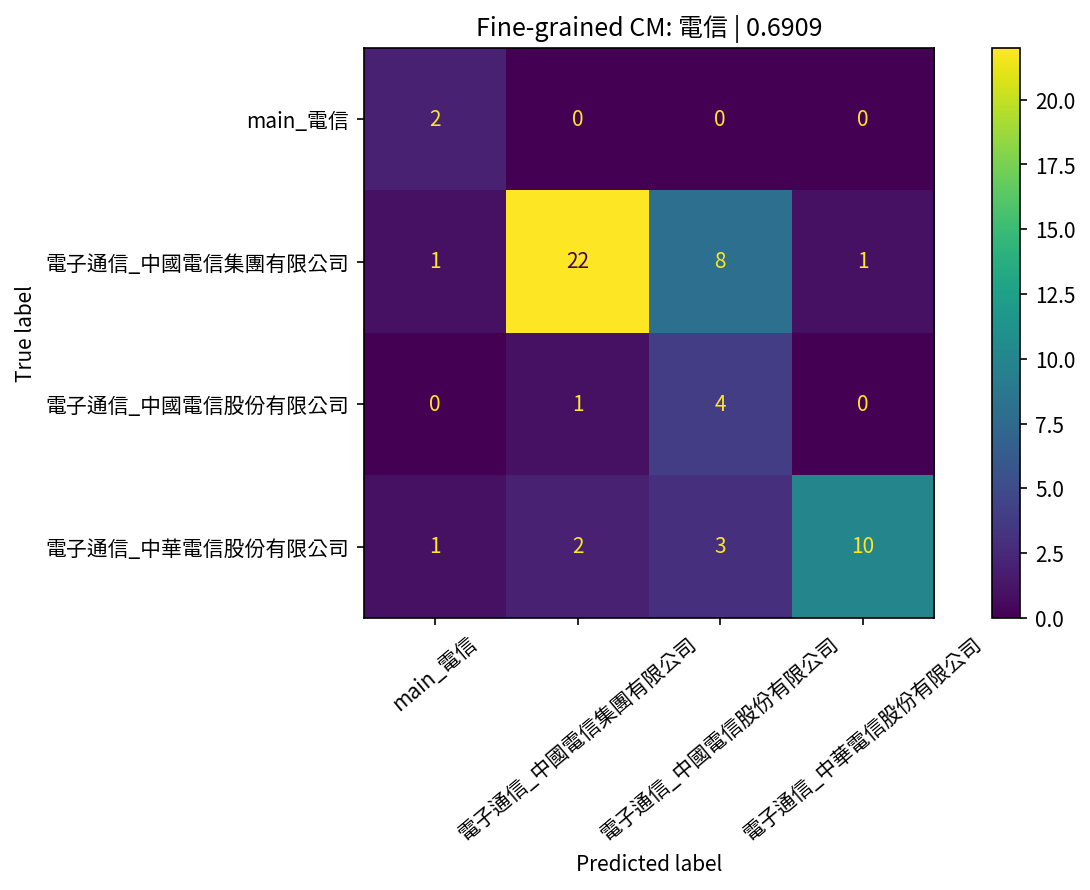 Fine-grained CM: 電信 | 0.6909
True label
main_電信
2
0
0
0
電子通信_中國電信集團有限公司
1
22
8
1
電子通信_中國電信股份有限公司
0
1
4
0
電子通信_中華電信股份有限公司
1
2
3
10
main_電信
電子通信_中國電信集團有限公司
電子通信_中國電信股份有限公司
電子通信_中華電信股份有限公司
Predicted label
20.0
17.5
15.0
12.5
10.0
7.5
5.0
2.5
0.0